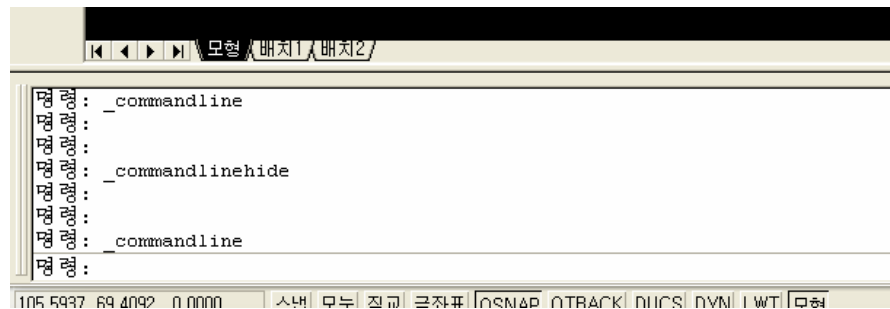 모형 배치1 배치2
명령: _commandline
명령:
명령:
명령: _commandlinehide
명령:
명령:
명령: _commandline
명령:
105.5937, 69.4092, 0.0000 스냅 모눈 직교 극좌표 OSNAP OTRACK DUCS DYN LWT 모형